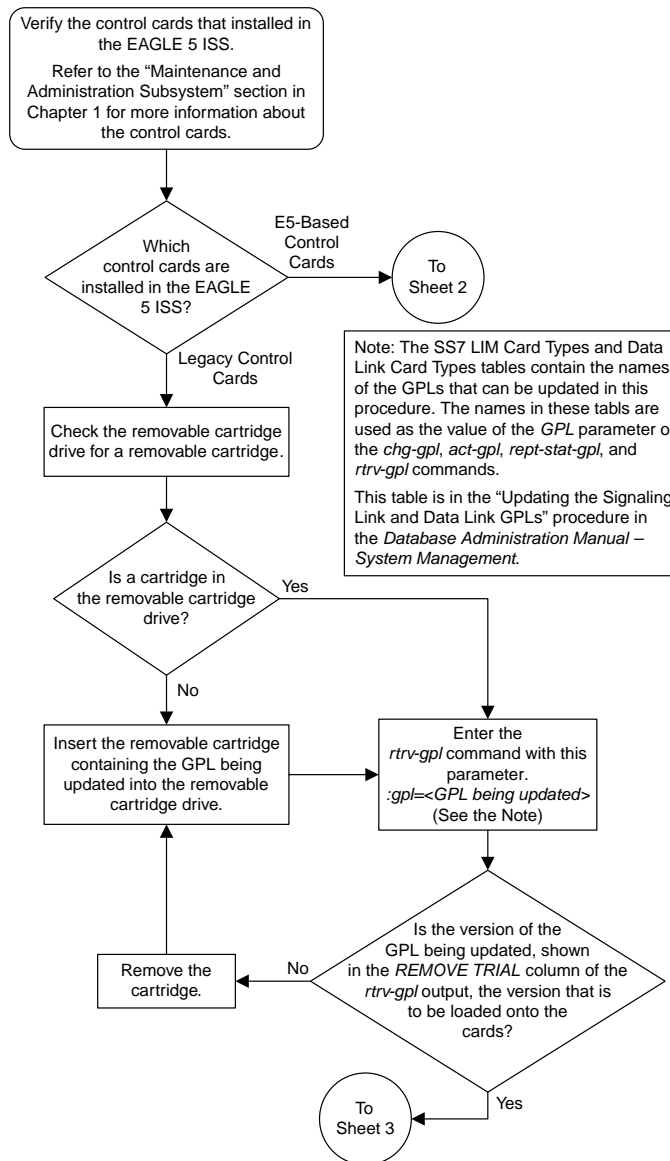 Verify the control cards that installed in
the EAGLE 5 ISS.
Refer to the “Maintenance and
Administration Subsystem” section in
Chapter 1 for more information about
the control cards.
Which
control cards are
installed in the EAGLE
5 ISS?
E5-Based
Control
Cards
To
Sheet 2
Legacy Control
Cards
Note: The SS7 LIM Card Types and Data
Link Card Types tables contain the names
of the GPLs that can be updated in this
procedure. The names in these tabls are
used as the value of the GPL parameter o
the chg-gpl, act-gpl, rept-stat-gpl, and
rtrv-gpl commands.
This table is in the “Updating the Signaling
Link and Data Link GPLs” procedure in
the Database Administration Manual –
System Management.
Check the removable cartridge
drive for a removable cartridge.
Is a cartridge in
the removable cartridge
drive?
Yes
No
Insert the removable cartridge
containing the GPL being
updated into the removable
cartridge drive.
Enter the
rtrv-gpl command with this
parameter.
:gpl=<GPL being updated>
(See the Note)
Is the version of the
GPL being updated, shown
in the REMOVE TRIAL column of the
rtrv-gpl output, the version that is
to be loaded onto the
cards?
No
Remove the
cartridge.
Yes
To
Sheet 3